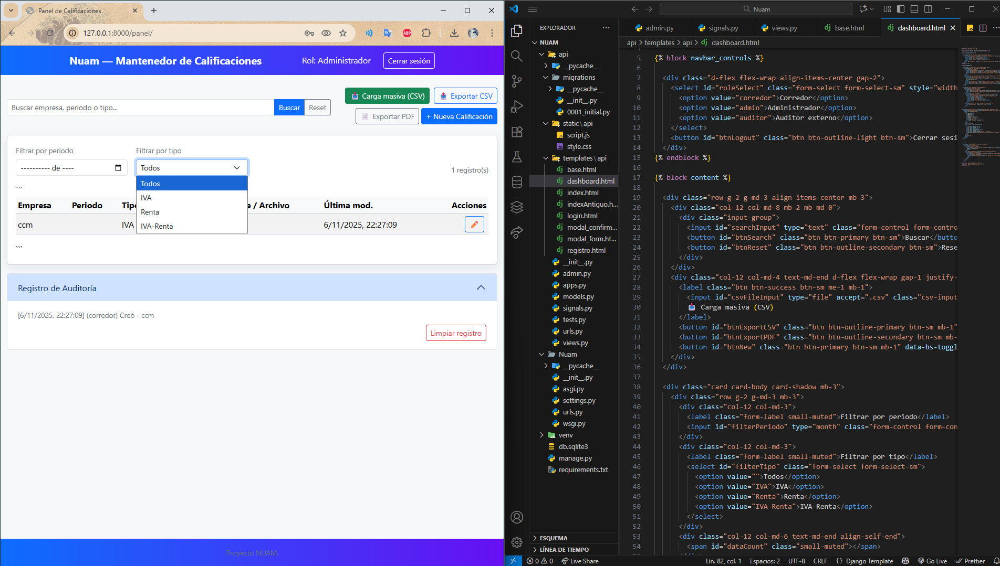 Panel de Calificaciones
127.0.0.1:8000/panel/
ABP
Nuam — Mantenedor de Calificaciones
Rol: Administrador
Cerrar sesión
Carga masiva (CSV)
Exportar CSV
Buscar empresa, periodo o tipo...
Buscar
Reset
Exportar PDF
+ Nueva Calificación
Filtrar por periodo
Filtrar por tipo
---------- de ----
Todos
1 registro(s)
Todos
IVA
Renta
IVA-Renta
```
Empresa Periodo e / Archivo Última mod. Acciones
ccm IVA 6/11/2025, 22:27:09
```
Registro de Auditoría
[6/11/2025, 22:27:09] (corredor) Creó - ccm
Limpiar registro
Proyecto NUAM.
Nuam
EXPLORADOR
NUAM
api
__pycache__
migrations
__pycache__
__init__.py
0001_initial.py
static\api
script.js
style.css
templates\api
base.html
dashboard.html
index.html
indexAntiguo.h...
login.html
modal_confirm...
modal_form.ht...
registro.html
__init__.py
admin.py
apps.py
models.py
signals.py
tests.py
urls.py
views.py
Nuam
__pycache__
__init__.py
asgi.py
settings.py
urls.py
wsgi.py
venv
db.sqlite3
manage.py
requirements.txt
ESQUEMA
LÍNEA DE TIEMPO
admin.py
signals.py
views.py
base.html
dashboard.html
api > templates > api > dashboard.html
5 {% block navbar_controls %}
6
7 <div class="d-flex flex-wrap align-items-center gap-2">
8 <select id="roleSelect" class="form-select form-select-sm" style="width
9 <option value="corredor">Corredor</option>
10 <option value="admin">Administrador</option>
11 <option value="auditor">Auditor externo</option>
12 </select>
13 <button id="btnLogout" class="btn btn-outline-light btn-sm">Cerrar sesi
14 </div>
15 {% endblock %}
16
17 {% block content %}
18
19 <div class="row g-2 g-md-3 align-items-center mb-3">
20 <div class="col-12 col-md-8 mb-2 mb-md-0">
21 <div class="input-group">
22 <input id="searchInput" type="text" class="form-control form-contro
23 <button id="btnSearch" class="btn btn-primary btn-sm">Buscar</butto
24 <button id="btnReset" class="btn btn-outline-secondary btn-sm">Rese
25 </div>
26 </div>
27 <div class="col-12 col-md-4 text-md-end d-flex flex-wrap gap-1 justify-
28 <label class="btn btn-success btn-sm me-1 mb-1">
29 <input id="csvFileInput" type="file" accept=".csv" class="csv-input
30 📤 Carga masiva (CSV)
31 </label>
32 <button id="btnExportCSV" class="btn btn-outline-primary btn-sm mb-1"
33 <button id="btnExportPDF" class="btn btn-outline-secondary btn-sm mb-
34 <button id="btnNew" class="btn btn-primary btn-sm mb-1" data-bs-toggl
35 </div>
36 </div>
37
38 <div class="card card-body card-shadow mb-3">
39 <div class="row g-2 g-md-3 mb-3">
40 <div class="col-12 col-md-3">
41 <label class="form-label small-muted">Filtrar por periodo</label>
42 <input id="filterPeriodo" type="month" class="form-control form-con
43 </div>
44 <div class="col-12 col-md-3">
45 <label class="form-label small-muted">Filtrar por tipo</label>
46 <select id="filterTipo" class="form-select form-select-sm">
47 <option value="">Todos</option>
48 <option value="IVA">IVA</option>
49 <option value="Renta">Renta</option>
50 <option value="IVA-Renta">IVA-Renta</option>
51 </select>
52 </div>
53 <div class="col-12 col-md-6 text-md-end align-self-end">
54 <span id="dataCount" class="small-muted"></span>
0 0 Live Share
Lín. 82, col. 1 Espacios: 2 UTF-8 CRLF {} Django Template Go Live Prettier